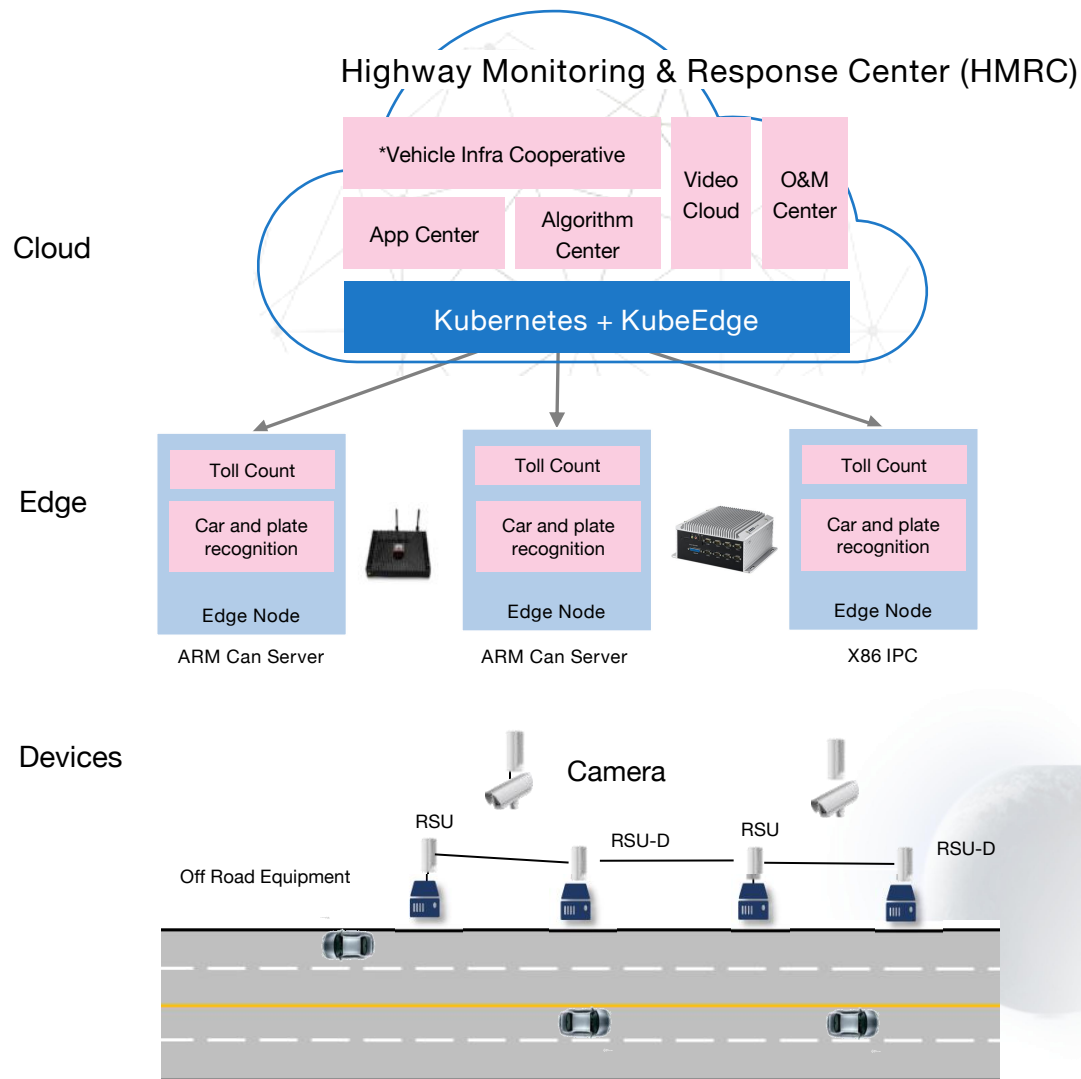 Highway Monitoring & Response Center (HMRC)
*Vehicle Infra Cooperative
Video
Cloud
O&M
Center
App Center
Algorithm
Center
Cloud
Kubernetes + KubeEdge
Edge
Toll Count
Car and plate
recognition
Edge Node
ARM Can Server
Toll Count
Car and plate
recognition
Edge Node
ARM Can Server
Toll Count
Car and plate
recognition
Edge Node
X86 IPC
Devices
Camera
RSU
RSU-D
RSU
RSU-D
Off Road Equipment